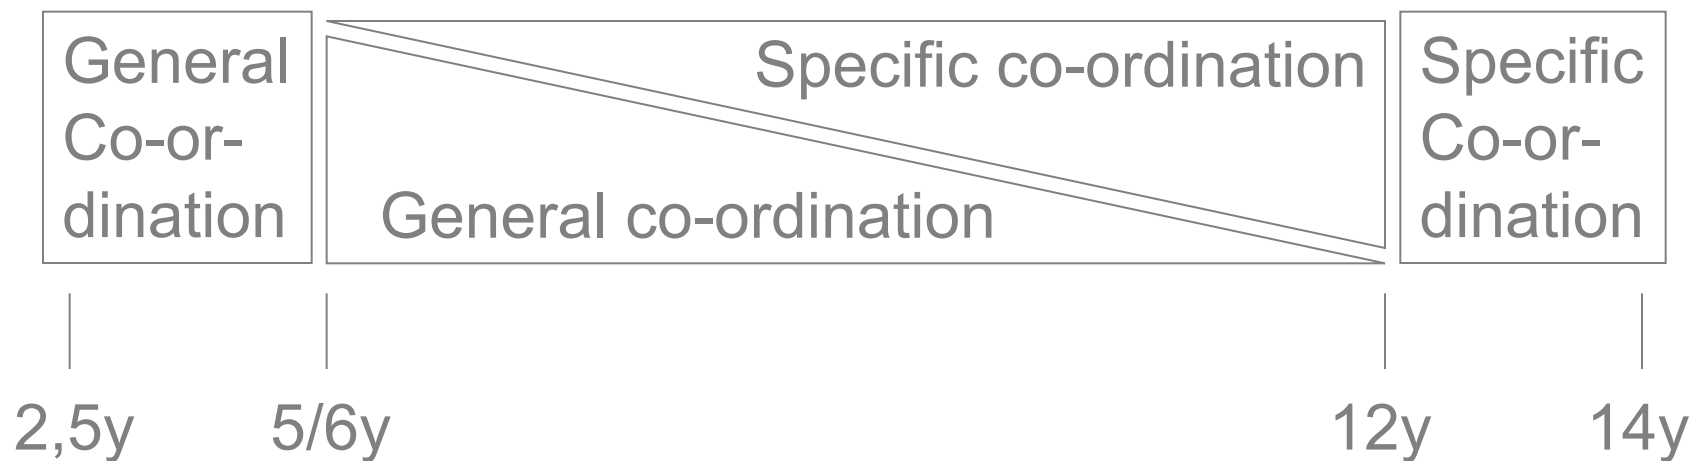 General
Co-or-
dination
Specific co-ordination
General co-ordination
Specific
Co-or-
dination
2,5y
5/6y
12y
14y